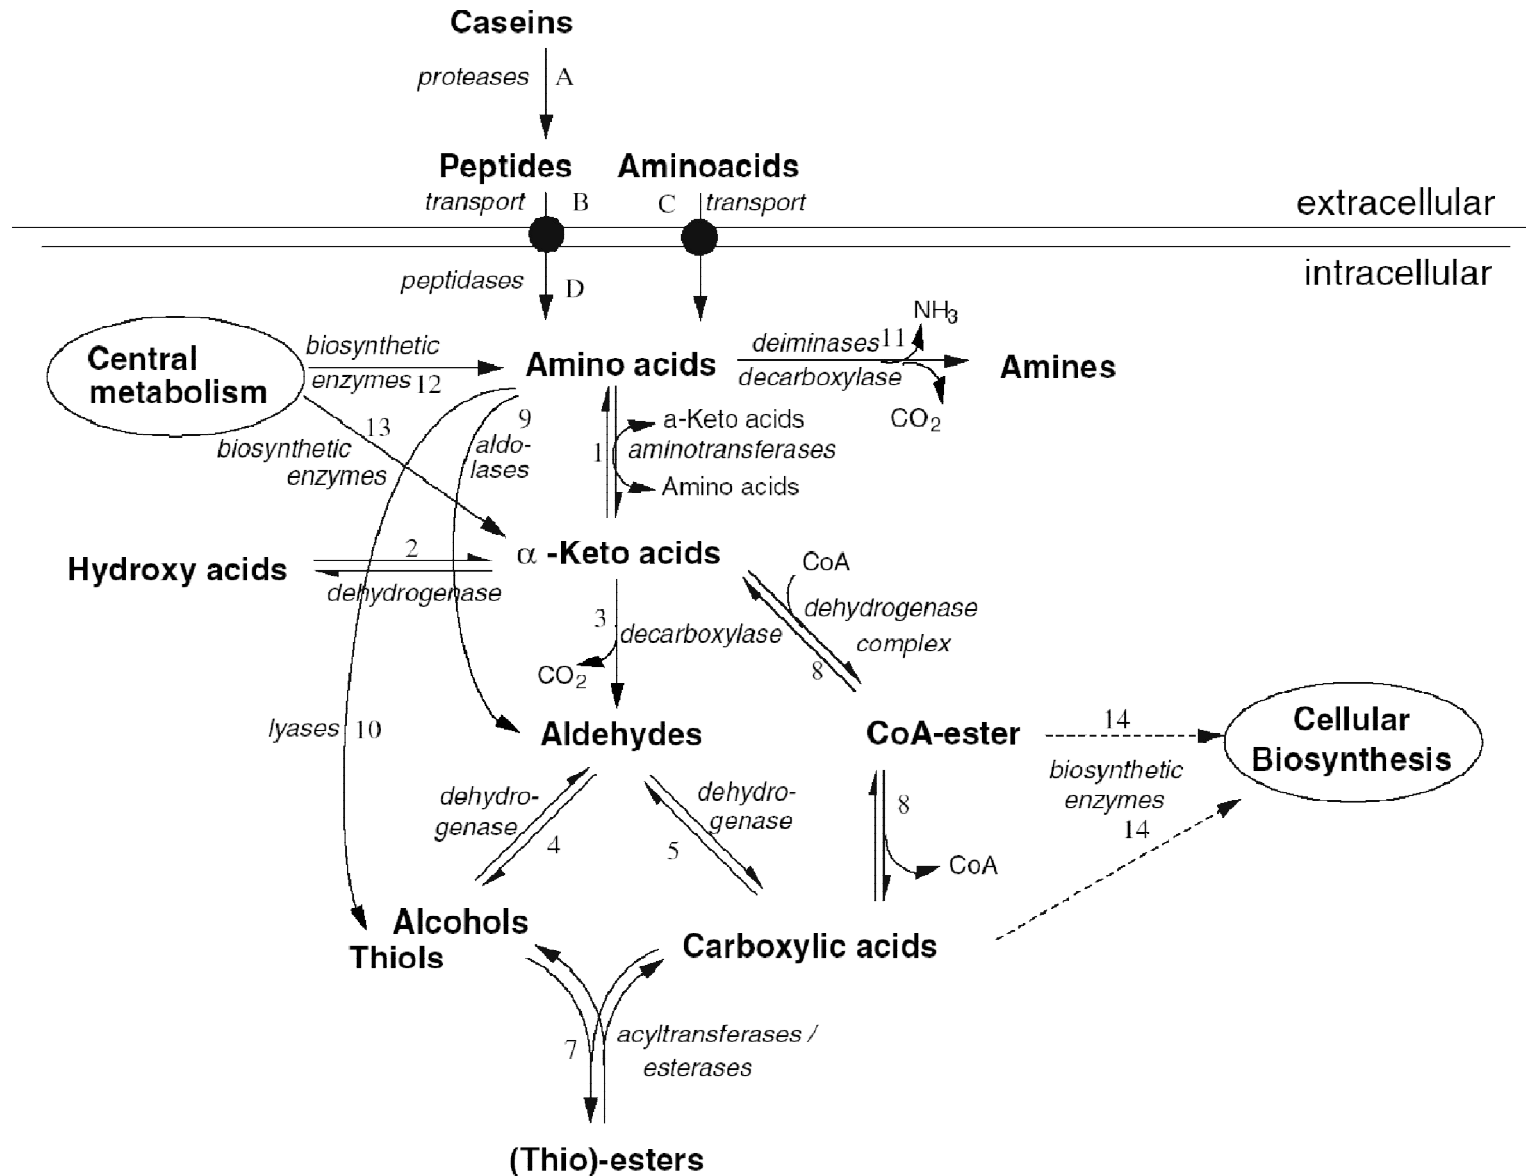 Caseins
proteases A
Peptides Aminoacids
transport B C transport
extracellular
intracellular
peptidases D
NH3
Central
metabolism
biosynthetic
enzymes 12
Amino acids
deiminases 11
decarboxylase
Amines
CO2
13
biosynthetic
enzymes
9
aldo-
lases
a-Keto acids
1 aminotransferases
Amino acids
Hydroxy acids
2
dehydrogenase
α -Keto acids
CoA
dehydrogenase
complex
8
3 decarboxylase
CO2
lyases 10
Aldehydes
CoA-ester
14
biosynthetic
enzymes
14
Cellular
Biosynthesis
dehydro-
genase
4
dehydro-
genase
5
8
CoA
Alcohols
Thiols
Carboxylic acids
7
acyltransferases /
esterases
(Thio)-esters